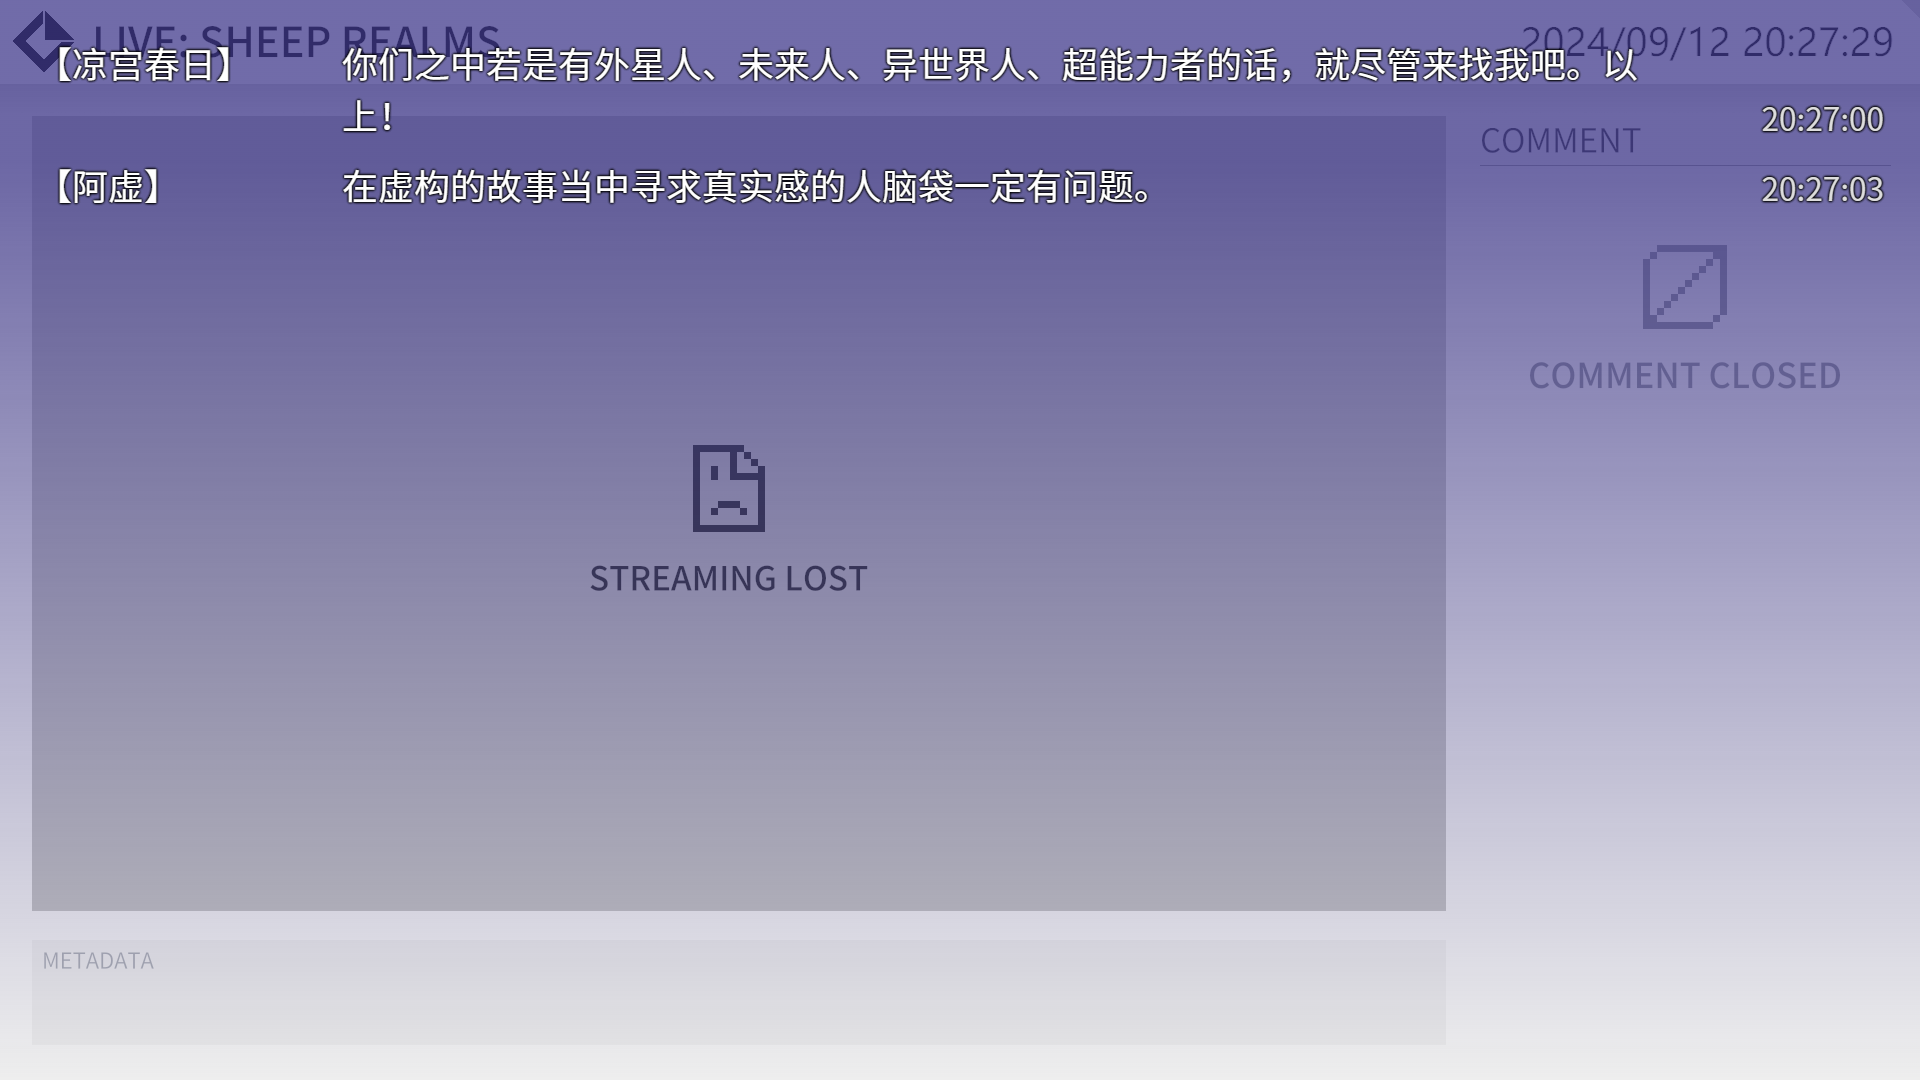 LIVE: SHEEP REALMS
2024/09/12 20:27:29
【凉宫春日】 你们之中若是有外星人、未来人、异世界人、超能力者的话，就尽管来找我吧。以
上！
20:27:00
COMMENT
【阿虚】 在虚构的故事当中寻求真实感的人脑袋一定有问题。
20:27:03
COMMENT CLOSED
STREAMING LOST
METADATA